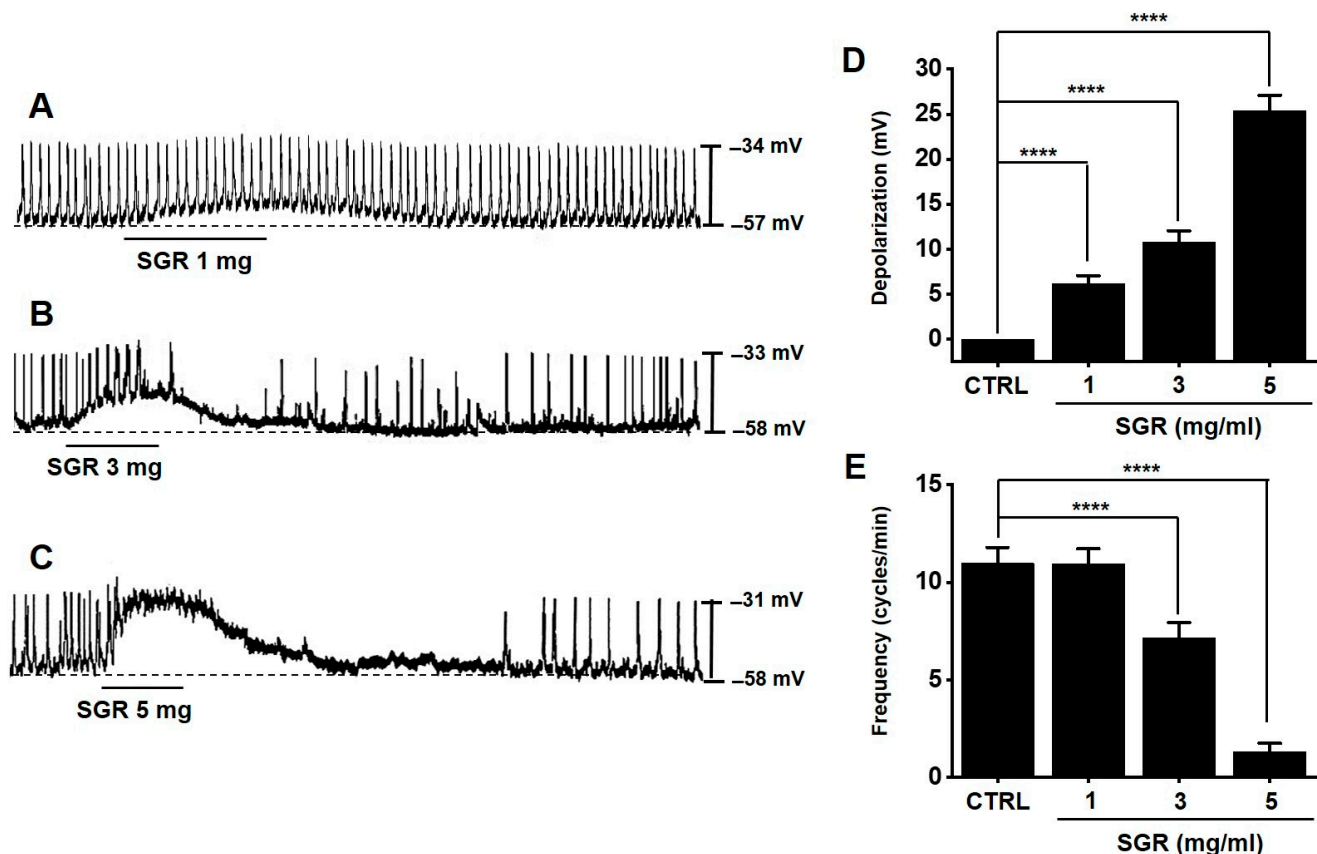 A
–34 mV
–57 mV
SGR 1 mg
B
–33 mV
–58 mV
SGR 3 mg
C
–31 mV
–58 mV
SGR 5 mg
D
****
****
****
Depolarization (mV)
30
25
20
15
10
5
0
CTRL 1 3 5
SGR (mg/ml)
E
****
****
Frequency (cycles/min)
15
10
5
0
CTRL 1 3 5
SGR (mg/ml)